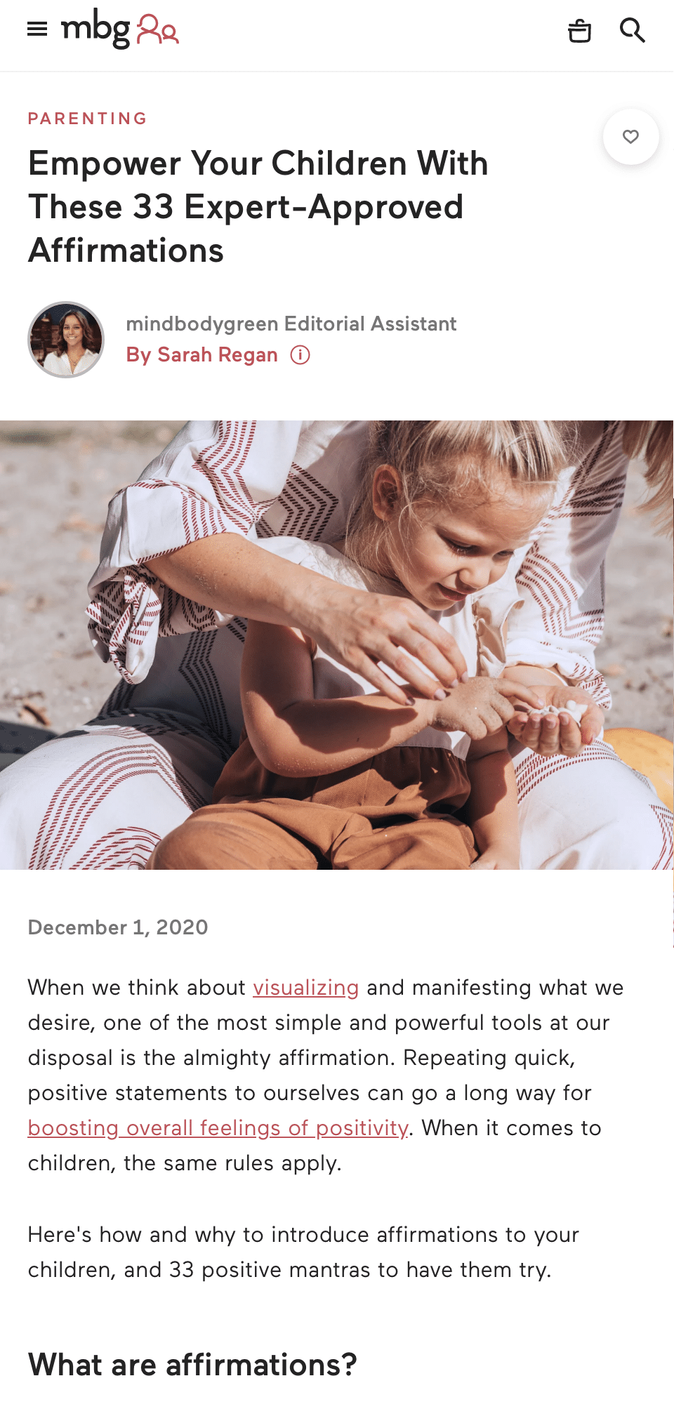 mbg
PARENTING
Empower Your Children With
These 33 Expert-Approved
Affirmations
mindbodygreen Editorial Assistant
By Sarah Regan
December 1, 2020
When we think about visualizing and manifesting what we
desire, one of the most simple and powerful tools at our
disposal is the almighty affirmation. Repeating quick,
positive statements to ourselves can go a long way for
boosting overall feelings of positivity. When it comes to
children, the same rules apply.
Here's how and why to introduce affirmations to your
children, and 33 positive mantras to have them try.
What are affirmations?